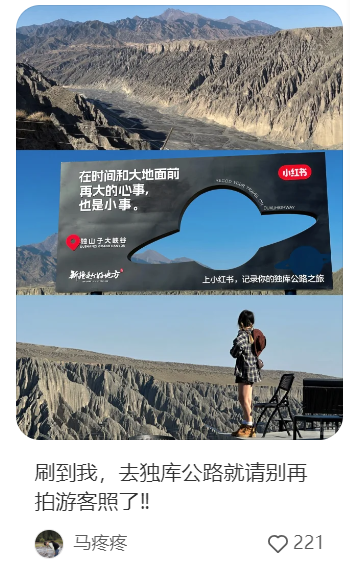 在时间和大地面前
再大的心事，
也是小事。
小红书
独山子大峡谷
新疆是个好地方
上小红书，记录你的独库公路之旅
刷到我，去独库公路就请别再
拍游客照了!!
马疼疼
221